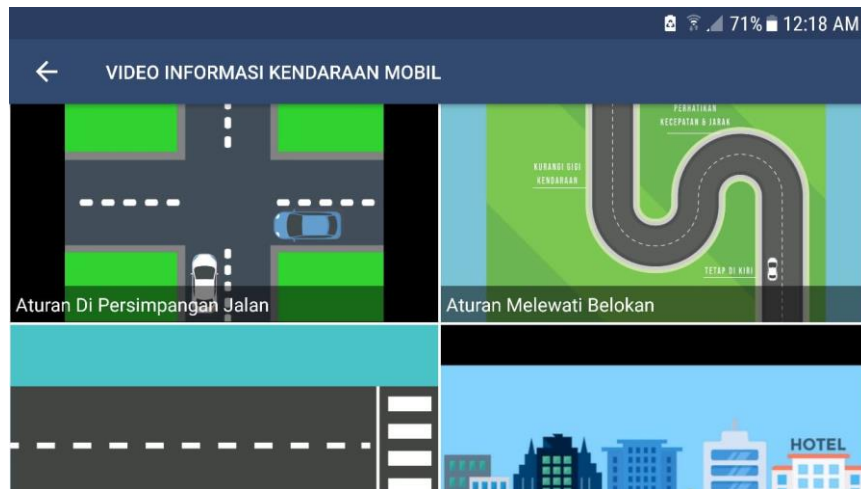 71% 12:18 AM
VIDEO INFORMASI KENDARAAN MOBIL
PERHATIKAN
KECEPATAN & JARAK
KURANGI GIGI
KENDARAAN
TETAP DI KIRI
Aturan Di Persimpangan Jalan
Aturan Melewati Belokan
HOTEL